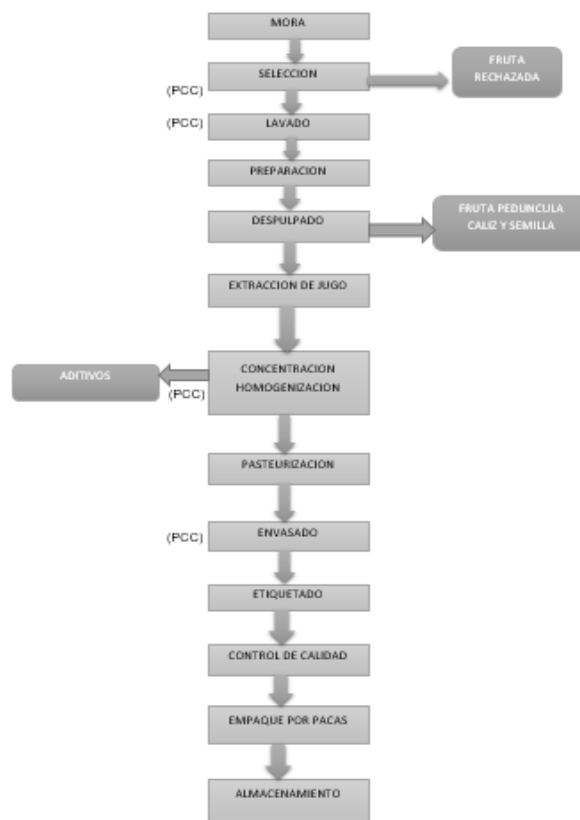 MORA
SELECCION
FRUTA
RECHAZADA
(PCC)
(PCC)
LAVADO
PREPARACION
DESPULPADO
FRUTA PEDUNCULA
CALIZ Y SEMILLA
EXTRACCION DE JUGO
CONCENTRACION
HOMOGENIZACION
ADITIVOS
(PCC)
PASTEURIZACION
(PCC)
ENVASADO
ETIQUETADO
CONTROL DE CALIDAD
EMPAQUE POR PACAS
ALMACENAMIENTO